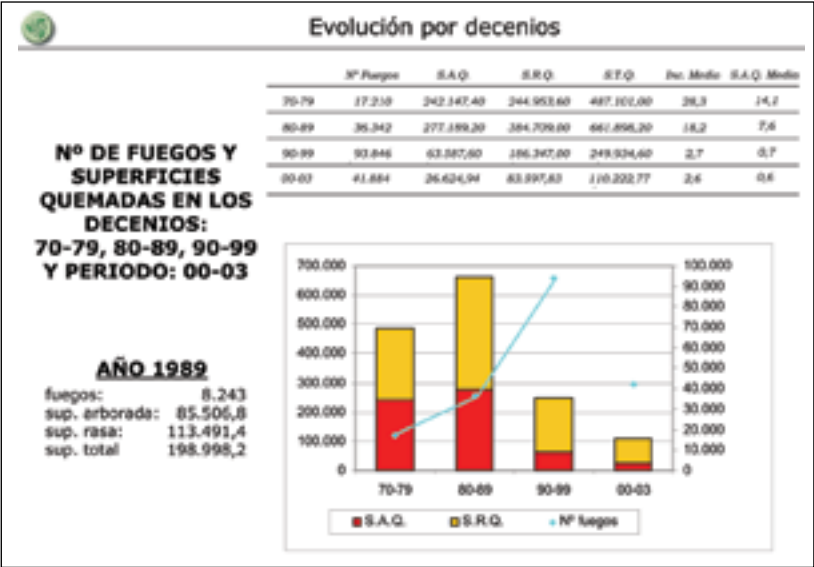 Evolución por decenios
Nº Fuegos S.A.Q. S.R.Q. S.T.Q. Inc. Medio S.A.Q. Media
70-79 17.210 242.147,40 244.953,60 487.101,00 28,3 14,1
80-89 36.342 277.189,20 384.709,00 661.898,20 18,2 7,6
90-99 93.846 63.587,60 186.347,00 249.934,60 2,7 0,7
00-03 41.884 26.624,94 83.597,83 110.222,77 2,6 0,6
Nº DE FUEGOS Y
SUPERFICIES
QUEMADAS EN LOS
DECENIOS:
70-79, 80-89, 90-99
Y PERIODO: 00-03
AÑO 1989
fuegos: 8.243
sup. arborada: 85.506,8
sup. rasa: 113.491,4
sup. total 198.998,2
700.000
600.000
500.000
400.000
300.000
200.000
100.000
0
100.000
90.000
80.000
70.000
60.000
50.000
40.000
30.000
20.000
10.000
0
70-79 80-89 90-99 00-03
S.A.Q. S.R.Q. Nº fuegos